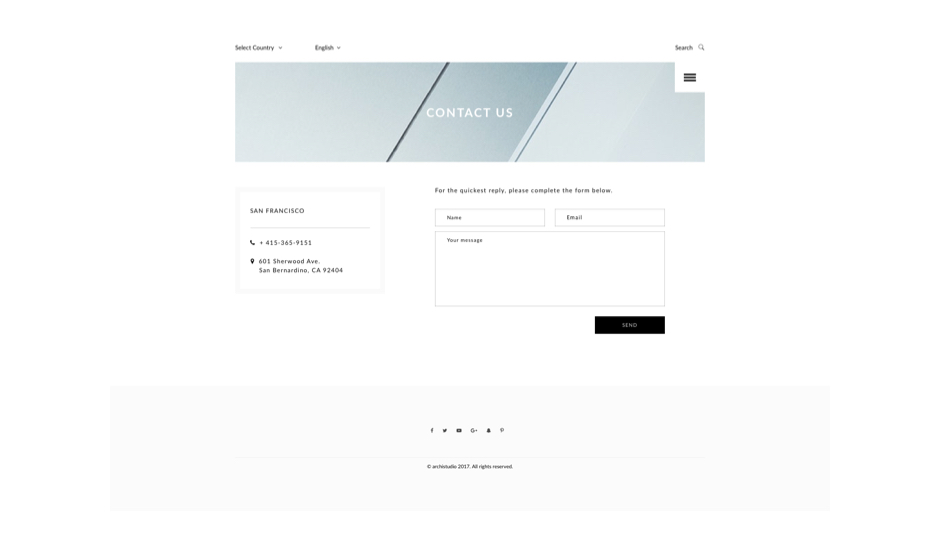 Select Country
English
Search
CONTACT US
For the quickest reply, please complete the form below.
SAN FRANCISCO
+ 415-365-9151
601 Sherwood Ave.
San Bernardino, CA 92404
Name
Email
Your message
SEND
© archistudio 2017. All rights reserved.